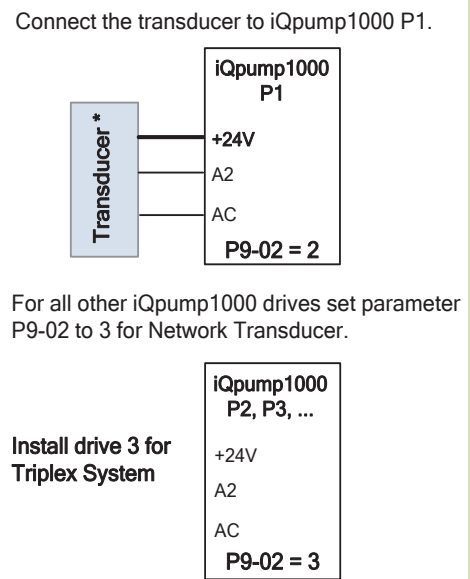 Connect the transducer to iQpump1000 P1.
iQpump1000
P1
Transducer *
+24V
A2
AC
P9-02 = 2
For all other iQpump1000 drives set parameter
P9-02 to 3 for Network Transducer.
iQpump1000
P2, P3, ...
Install drive 3 for
Triplex System
+24V
A2
AC
P9-02 = 3